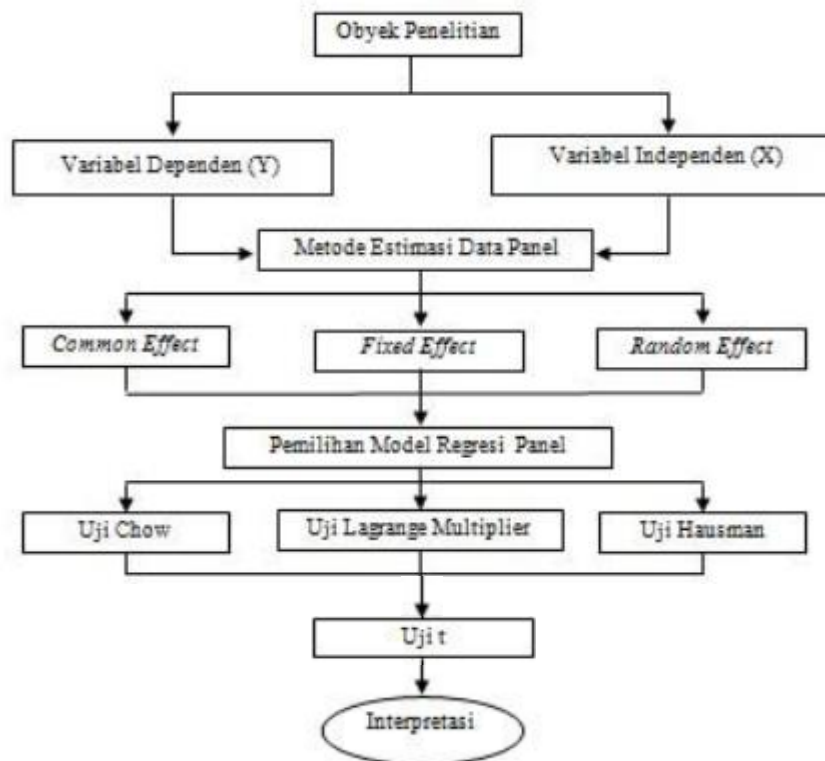 Obyek Penelitian
Variabel Dependen (Y)
Variabel Independen (X)
Metode Estimasi Data Panel
Common Effect
Fixed Effect
Random Effect
Pemilihan Model Regresi Panel
Uji Chow
Uji Lagrange Multiplier
Uji Hausman
Uji t
Interpretasi